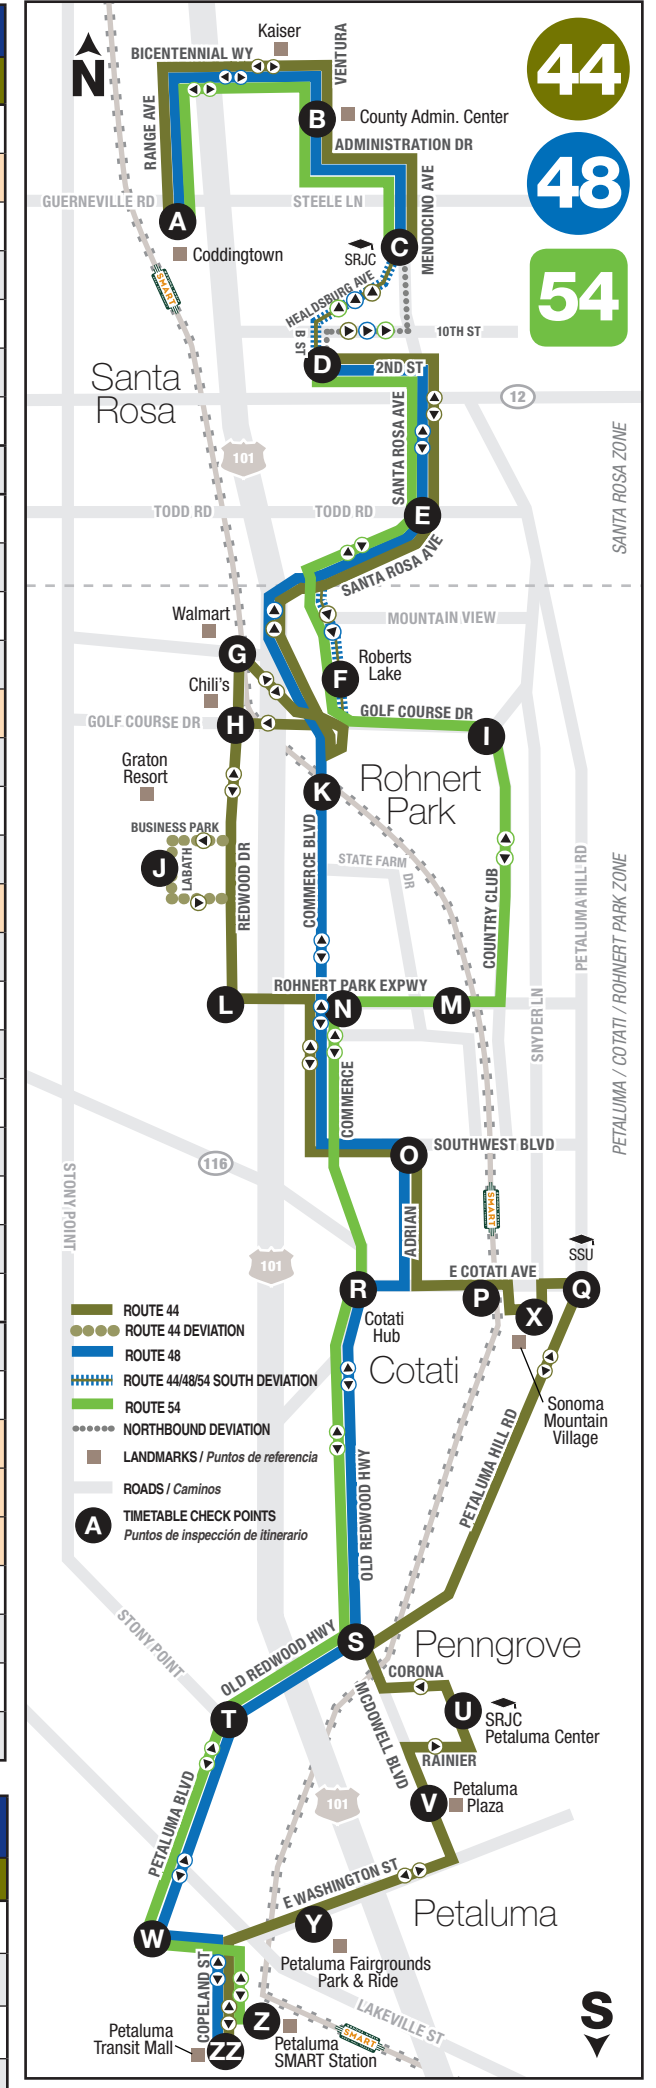 Kaiser
BICENTENNIAL WY
VENTURA
N
44
RANGE AVE
B
County Admin. Center
ADMINISTRATION DR
48
GUERNEVILLE RD
STEELE LN
MENDOCINO AVE
A
Coddingtown
SRJC
C
SMART
HEALDSBURG AVE
54
B ST
10TH ST
D
2ND ST
Santa
Rosa
12
SANTA ROSA AVE
101
SANTA ROSA ZONE
TODD RD
TODD RD
E
SANTA ROSA AVE
Walmart
MOUNTAIN VIEW
G
Roberts
Lake
F
Chili's
GOLF COURSE DR
H
GOLF COURSE DR
I
Graton
Resort
Rohnert
Park
K
BUSINESS PARK
J
LABATH
REDWOOD DR
COMMERCE BLVD
STATE FARM
DR
COUNTRY CLUB
PETALUMA HILL RD
PETALUMA / COTATI / ROHNERT PARK ZONE
ROHNERT PARK EXPWY
L
N
M
SNYDER LN
COMMERCE
SOUTHWEST BLVD
O
116
STONY POINT
ADRIAN
SMART
SSU
101
E COTATI AVE
R
P
X
Q
Cotati
Hub
ROUTE 44
ROUTE 44 DEVIATION
ROUTE 48
ROUTE 44/48/54 SOUTH DEVIATION
ROUTE 54
NORTHBOUND DEVIATION
LANDMARKS / Puntos de referencia
ROADS / Caminos
A
TIMETABLE CHECK POINTS
Puntos de inspección de itinerario
Cotati
Sonoma
Mountain
Village
OLD REDWOOD HWY
PETALUMA HILL RD
STONY POINT
OLD REDWOOD HWY
S
Penngrove
CORONA
T
MCDOWELL BLVD
U
SRJC
Petaluma Center
RAINIER
PETALUMA BLVD
101
V
Petaluma
Plaza
E WASHINGTON ST
Petaluma
W
Y
Petaluma Fairgrounds
Park & Ride
COPELAND ST
LAKEVILLE ST
S
Z
Petaluma
Transit Mall
ZZ
Petaluma
SMART Station
SMART